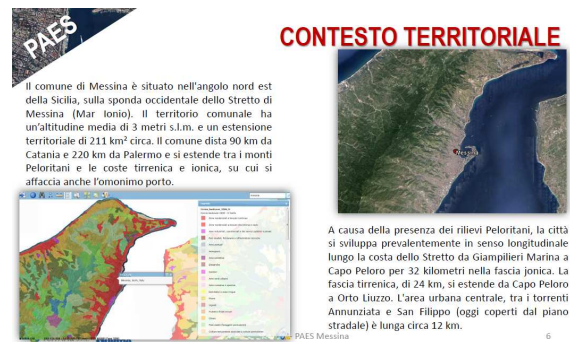 PAES
CONTESTO TERRITORIALE
Il comune di Messina è situato nell'angolo nord est
della Sicilia, sulla sponda occidentale dello Stretto di
Messina (Mar Ionio). Il territorio comunale ha
un'altitudine media di 3 metri s.l.m. e un estensione
territoriale di 211 km² circa. Il comune dista 90 km da
Catania e 220 km da Palermo e si estende tra i monti
Peloritani e le coste tirrenica e ionica, su cui si
affaccia anche l'omonimo porto.
Messina
A causa della presenza dei rilievi Peloritani, la città
si sviluppa prevalentemente in senso longitudinale
lungo la costa dello Stretto da Giampilieri Marina a
Capo Peloro per 32 kilometri nella fascia jonica. La
fascia tirrenica, di 24 km, si estende da Capo Peloro
a Orto Liuzzo. L'area urbana centrale, tra i torrenti
Annunziata e San Filippo (oggi coperti dal piano
stradale) è lunga circa 12 km.
PAES Messina
6